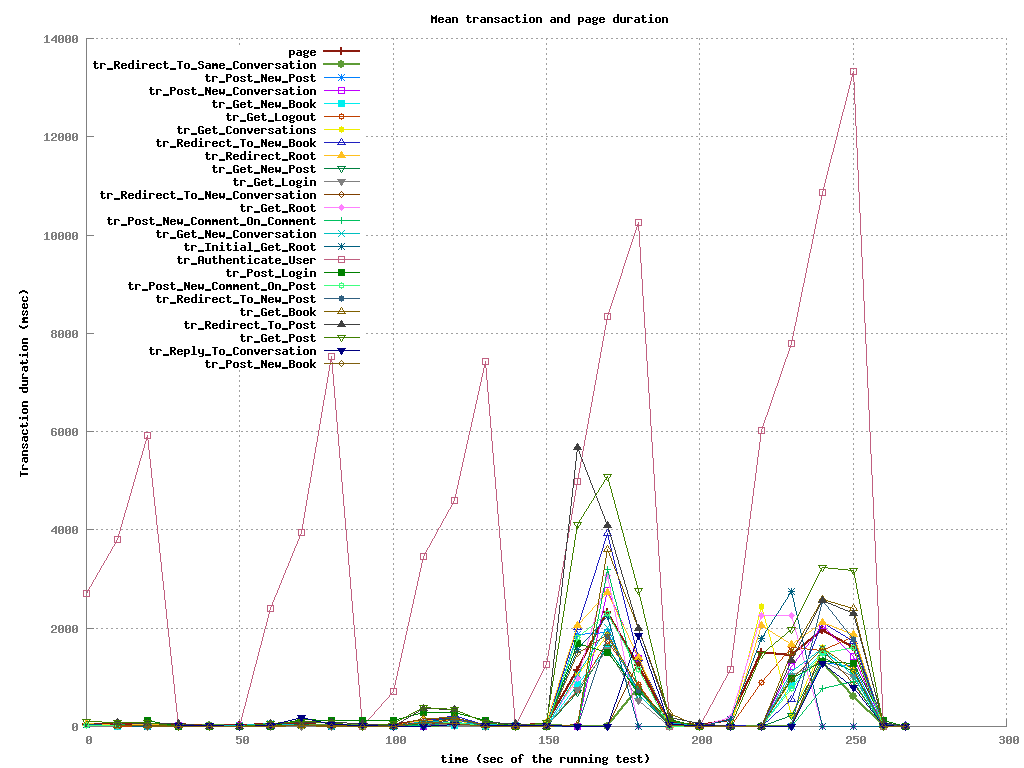 Mean transaction and page duration
14000
12000
10000
8000
6000
4000
2000
0
Transaction duration (msec)
page
tr_Redirect_To_Same_Conversation
tr_Post_New_Post
tr_Post_New_Conversation
tr_Get_New_Book
tr_Get_Logout
tr_Get_Conversations
tr_Redirect_To_New_Book
tr_Redirect_Root
tr_Get_New_Post
tr_Get_Login
tr_Redirect_To_New_Conversation
tr_Get_Root
tr_Post_New_Comment_On_Comment
tr_Get_New_Conversation
tr_Initial_Get_Root
tr_Authenticate_User
tr_Post_Login
tr_Post_New_Comment_On_Post
tr_Redirect_To_New_Post
tr_Get_Book
tr_Redirect_To_Post
tr_Get_Post
tr_Reply_To_Conversation
tr_Post_New_Book
0 50 100 150 200 250 300
time (sec of the running test)